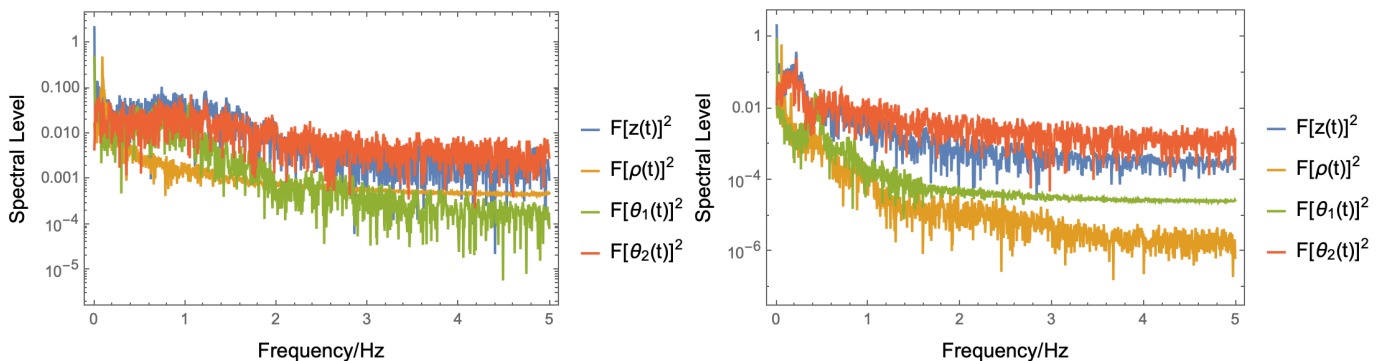 1
0.100
0.010
0.001
10⁻⁴
10⁻⁵
Spectral Level
0 1 2 3 4 5
Frequency/Hz
F[z(t)]²
F[ρ(t)]²
F[θ₁(t)]²
F[θ₂(t)]²
1
0.01
10⁻⁴
10⁻⁶
Spectral Level
0 1 2 3 4 5
Frequency/Hz
F[z(t)]²
F[ρ(t)]²
F[θ₁(t)]²
F[θ₂(t)]²